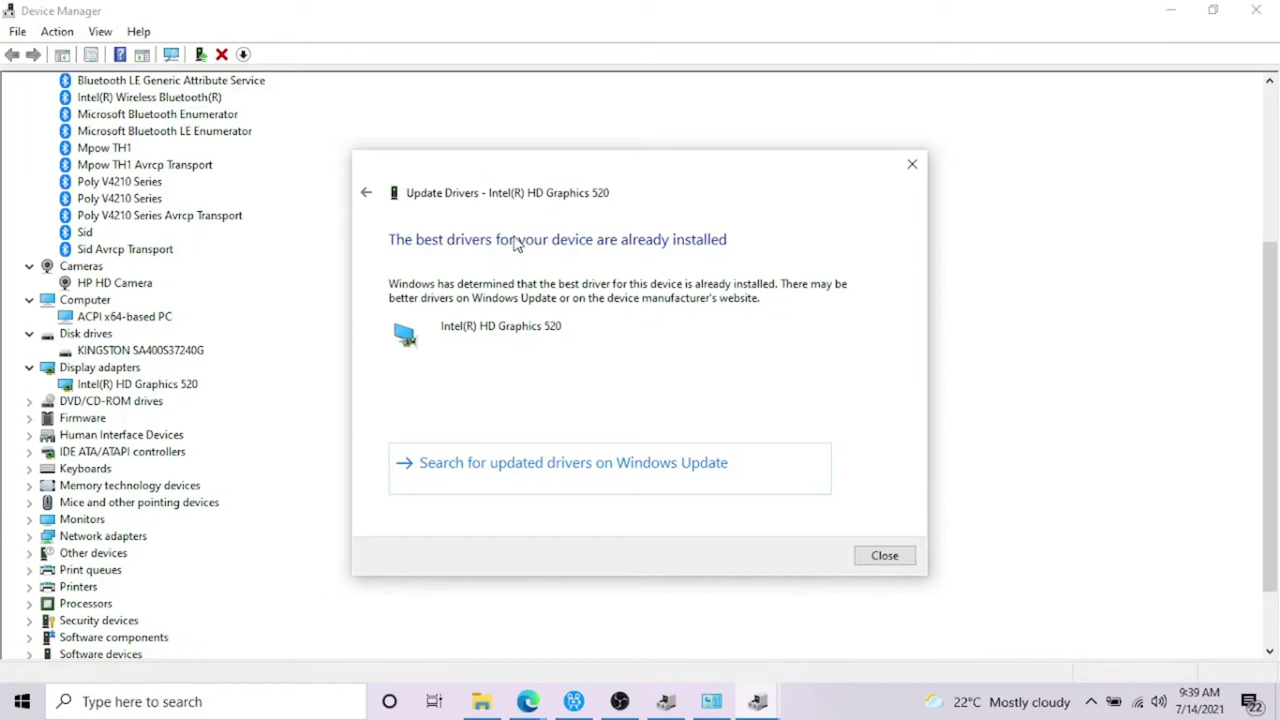 Device Manager
File Action View Help
Bluetooth LE Generic Attribute Service
Intel(R) Wireless Bluetooth(R)
Microsoft Bluetooth Enumerator
Microsoft Bluetooth LE Enumerator
Mpow TH1
Mpow TH1 Avrcp Transport
Poly V4210 Series
Poly V4210 Series
Poly V4210 Series Avrcp Transport
Sid
Sid Avrcp Transport
Cameras
HP HD Camera
Computer
ACPI x64-based PC
Disk drives
KINGSTON SA400S37240G
Display adapters
Intel(R) HD Graphics 520
DVD/CD-ROM drives
Firmware
Human Interface Devices
IDE ATA/ATAPI controllers
Keyboards
Memory technology devices
Mice and other pointing devices
Monitors
Network adapters
Other devices
Print queues
Printers
Processors
Security devices
Software components
Software devices
Update Drivers - Intel(R) HD Graphics 520
The best drivers for your device are already installed
Windows has determined that the best driver for this device is already installed. There may be
better drivers on Windows Update or on the device manufacturer's website.
Intel(R) HD Graphics 520
Search for updated drivers on Windows Update
Close
Type here to search
22°C Mostly cloudy
9:39 AM
7/14/2021
22